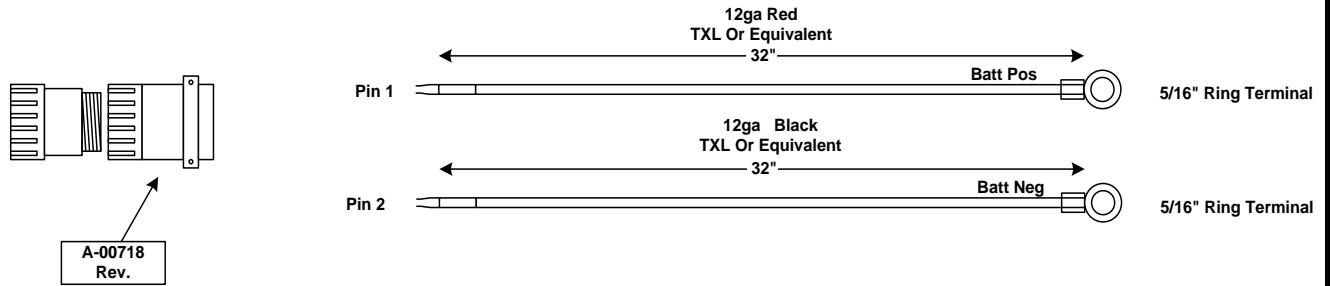 12ga Red
TXL Or Equivalent
32"
Batt Pos
Pin 1
5/16" Ring Terminal
12ga Black
TXL Or Equivalent
32"
Batt Neg
Pin 2
5/16" Ring Terminal
A-00718
Rev.